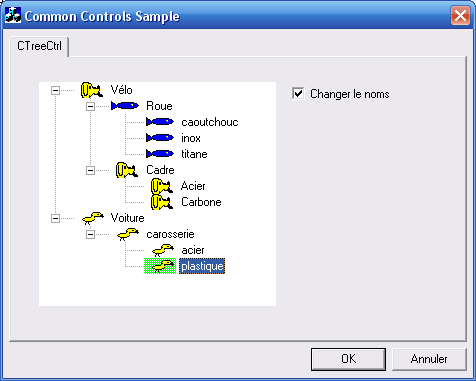 Common Controls Sample
CTreeCtrl
Vélo
Changer le noms
Roue
caoutchouc
inox
titane
Cadre
Acier
Carbone
Voiture
carosserie
acier
plastique
OK
Annuler